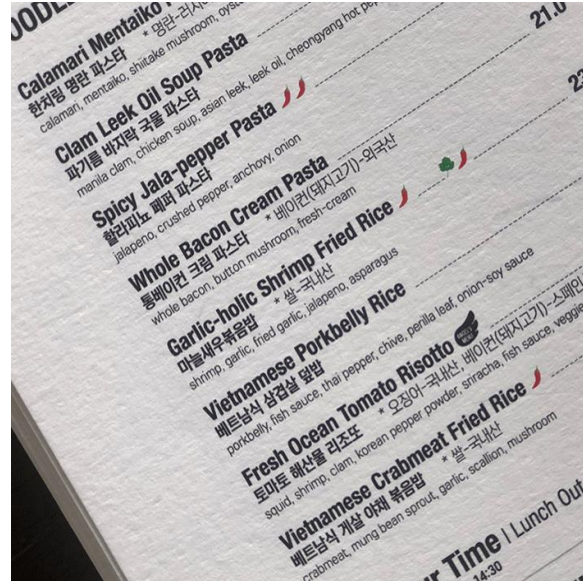 OODLE
Calamari Mentaiko
한치링 명란 파스타 * 명란-러시
calamari, mentaiko, shiitake mushroom, oyst
21.0
Clam Leek Oil Soup Pasta
파기름 바지락 국물 파스타
manila clam, chicken soup, asian leek, leek oil, cheongyang hot pep
Spicy Jala-pepper Pasta
할라피뇨 페퍼 파스타
jalapeno, crushed pepper, anchovy, onion
Whole Bacon Cream Pasta
통베이컨 크림 파스타 * 베이컨(돼지고기)-외국산
whole bacon, button mushroom, fresh-cream
Garlic-holic Shrimp Fried Rice
마늘새우볶음밥 * 쌀-국내산
shrimp, garlic, fried garlic, jalapeno, asparagus
Vietnamese Porkbelly Rice
베트남식 삼겹살 덮밥
porkbelly, fish sauce, thai pepper, chive, perilla leaf, onion-soy sauce
Fresh Ocean Tomato Risotto
토마토 해산물 리조또 * 오징어-국내산, 베이컨(돼지고기)-스페인
squid, shrimp, clam, korean pepper powder, sriracha, fish sauce, veggie
Vietnamese Crabmeat Fried Rice
베트남식 게살 야채 볶음밥 * 쌀-국내산
crabmeat, mung bean sprout, garlic, scallion, mushroom
r Time | Lunch Out
14:30